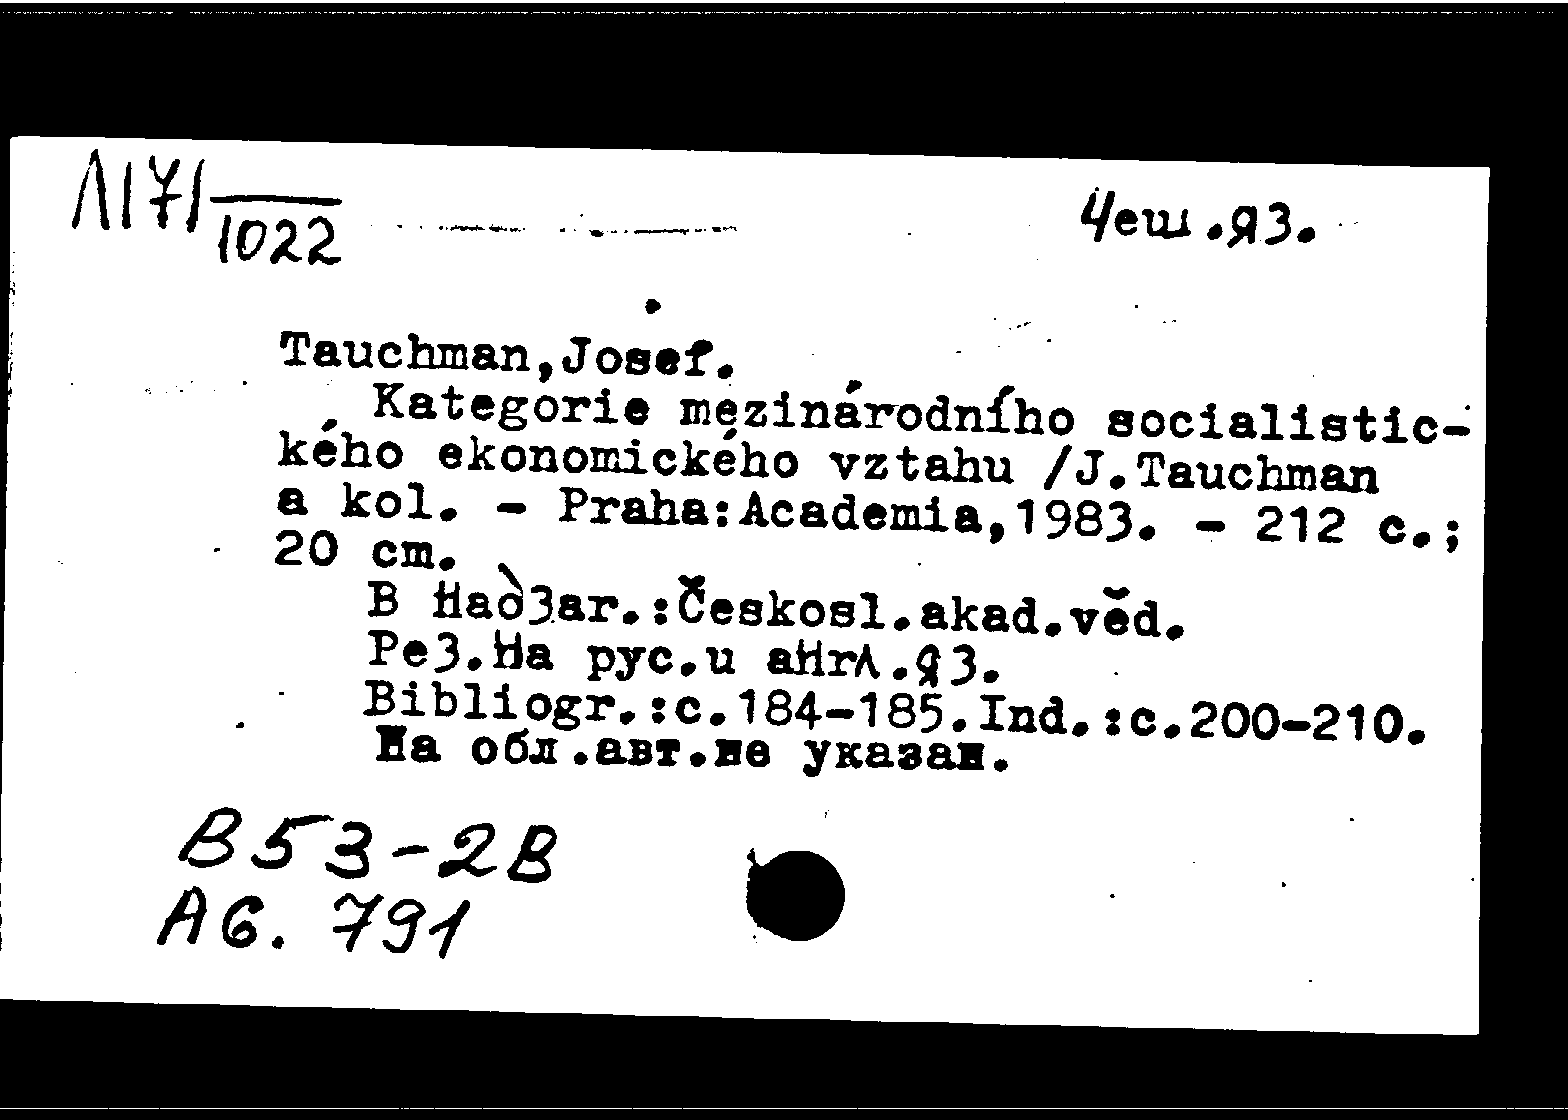 Л171/1022
Чеш.яз.
Tauchman,Josef.
Kategorie mezinárodního socialistic-
kého ekonomického vztahu /J.Tauchman
a kol. - Praha:Academia,1983. - 212 с.;
20 cm.
В надзаг.:Českosl.akad.věd.
Рез.на рус.и англ.яз.
Bibliogr.:с.184-185.Ind.:с.200-210.
На обл.авт.не указан.
В53-2В
Аб. 791